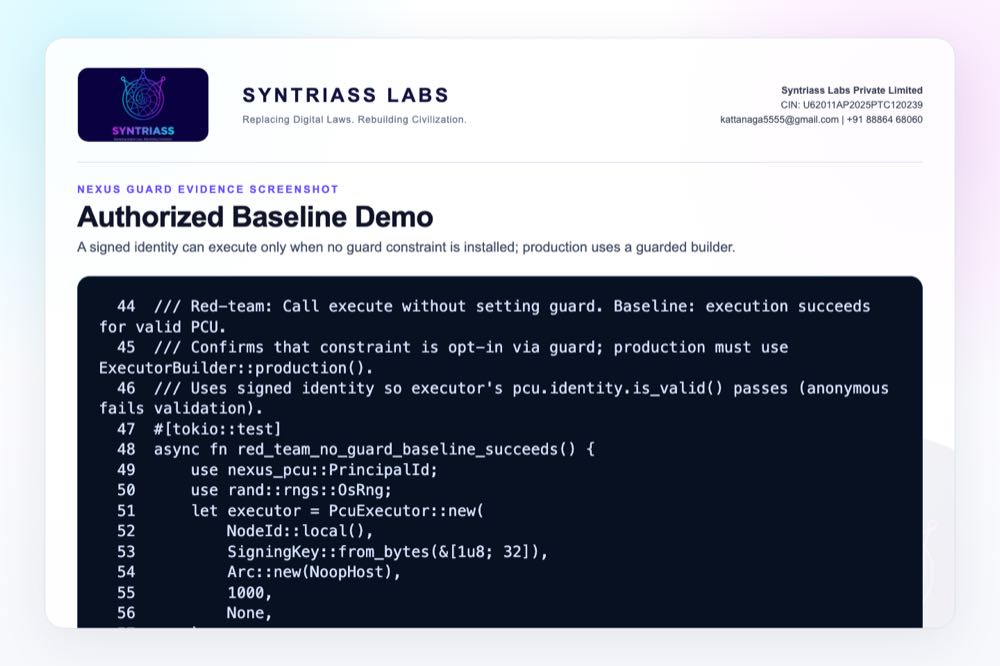 SYNTRIASS
SYNTRIASS LABS
Replacing Digital Laws. Rebuilding Civilization.
Syntriass Labs Private Limited
CIN: U62011AP2025PTC120239
kattanaga5555@gmail.com | +91 88864 68060
NEXUS GUARD EVIDENCE SCREENSHOT
Authorized Baseline Demo
A signed identity can execute only when no guard constraint is installed; production uses a guarded builder.
44  /// Red-team: Call execute without setting guard. Baseline: execution succeeds
for valid PCU.
45  /// Confirms that constraint is opt-in via guard; production must use
ExecutorBuilder::production().
46  /// Uses signed identity so executor's pcu.identity.is_valid() passes (anonymous
fails validation).
47  #[tokio::test]
48  async fn red_team_no_guard_baseline_succeeds() {
49      use nexus_pcu::PrincipalId;
50      use rand::rngs::OsRng;
51      let executor = PcuExecutor::new(
52          NodeId::local(),
53          SigningKey::from_bytes(&[1u8; 32]),
54          Arc::new(NoopHost),
55          1000,
56          None,